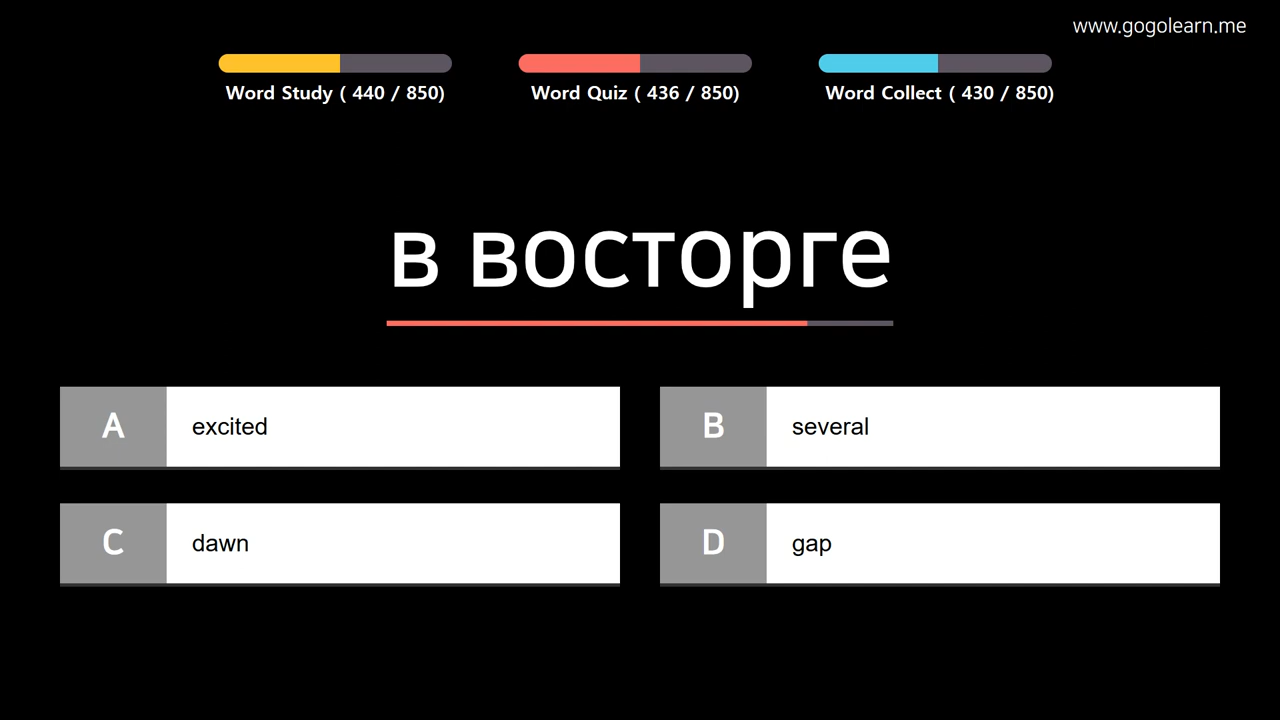 www.gogolearn.me
Word Study ( 440 / 850)
Word Quiz ( 436 / 850)
Word Collect ( 430 / 850)
в восторге
A excited
B several
C dawn
D gap